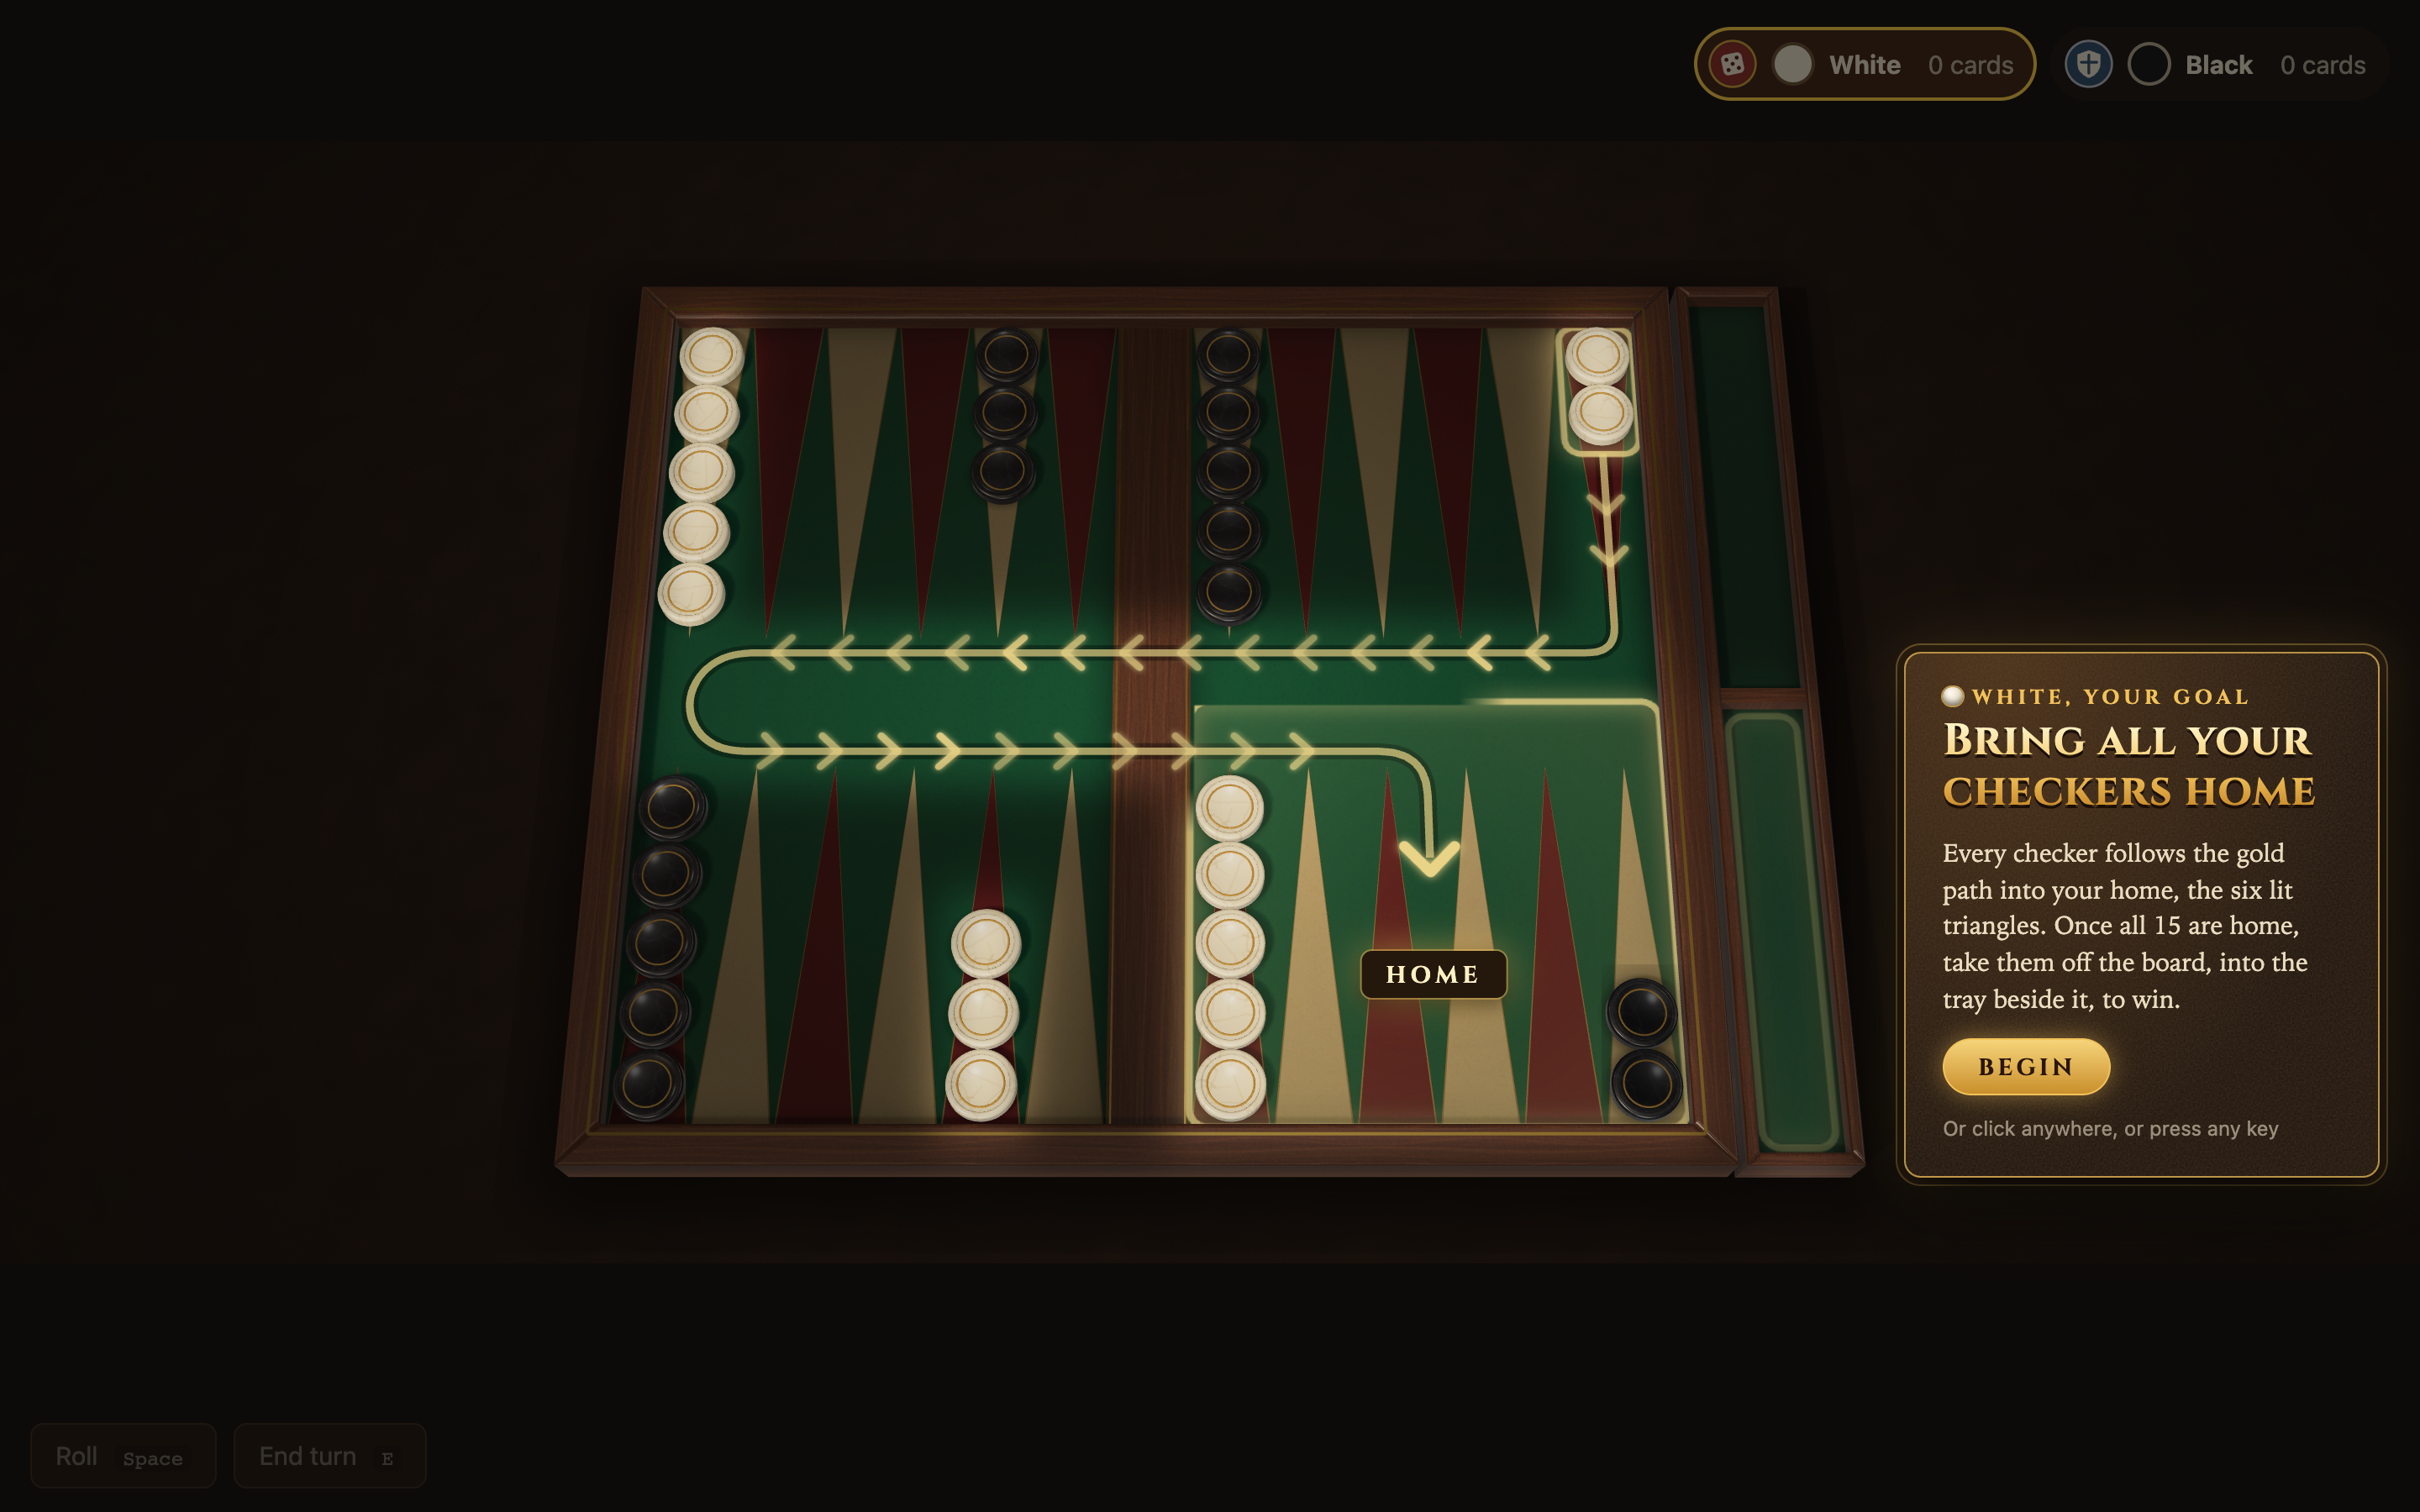 White 0 cards Black 0 cards
WHITE, YOUR GOAL
BRING ALL YOUR
CHECKERS HOME
Every checker follows the gold
path into your home, the six lit
triangles. Once all 15 are home,
take them off the board, into the
tray beside it, to win.
HOME
BEGIN
Or click anywhere, or press any key
Roll Space End turn E